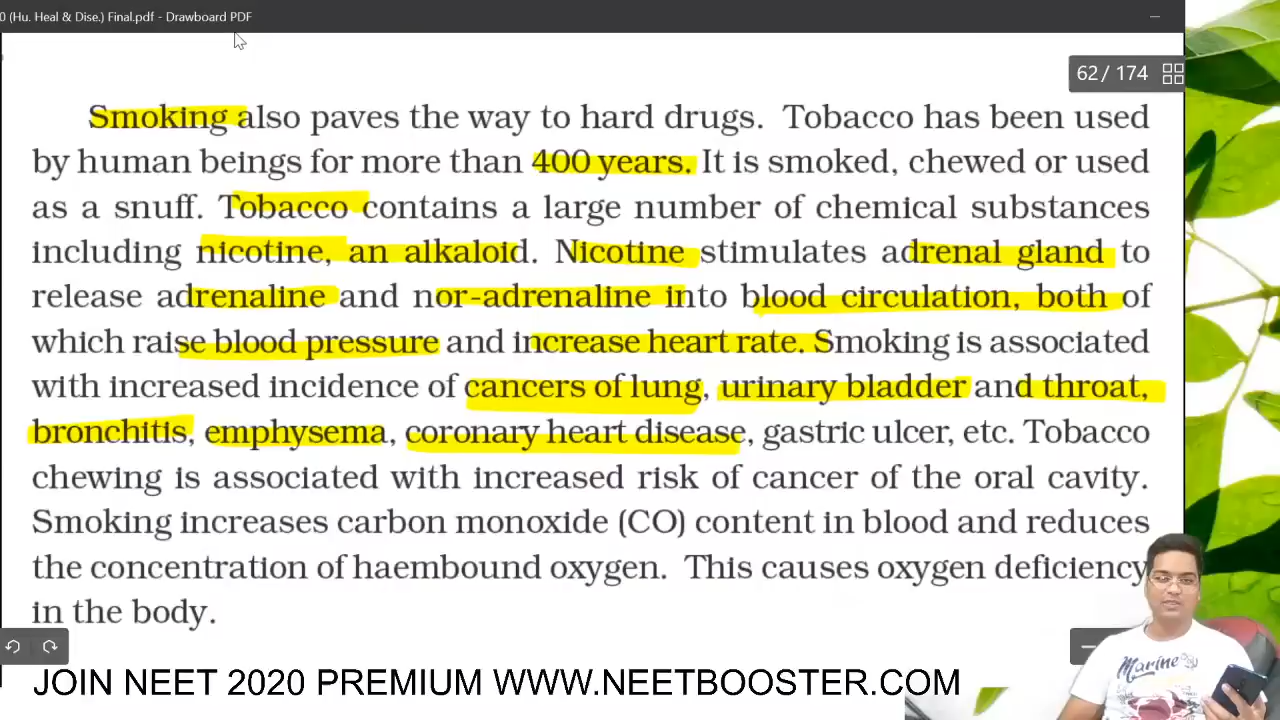 0 (Hu. Heal & Dise.) Final.pdf - Drawboard PDF
62 / 174
Smoking also paves the way to hard drugs. Tobacco has been used
by human beings for more than 400 years. It is smoked, chewed or used
as a snuff. Tobacco contains a large number of chemical substances
including nicotine, an alkaloid. Nicotine stimulates adrenal gland to
release adrenaline and nor-adrenaline into blood circulation, both of
which raise blood pressure and increase heart rate. Smoking is associated
with increased incidence of cancers of lung, urinary bladder and throat,
bronchitis, emphysema, coronary heart disease, gastric ulcer, etc. Tobacco
chewing is associated with increased risk of cancer of the oral cavity.
Smoking increases carbon monoxide (CO) content in blood and reduces
the concentration of haembound oxygen. This causes oxygen deficiency
in the body.
Marine
JOIN NEET 2020 PREMIUM WWW.NEETBOOSTER.COM